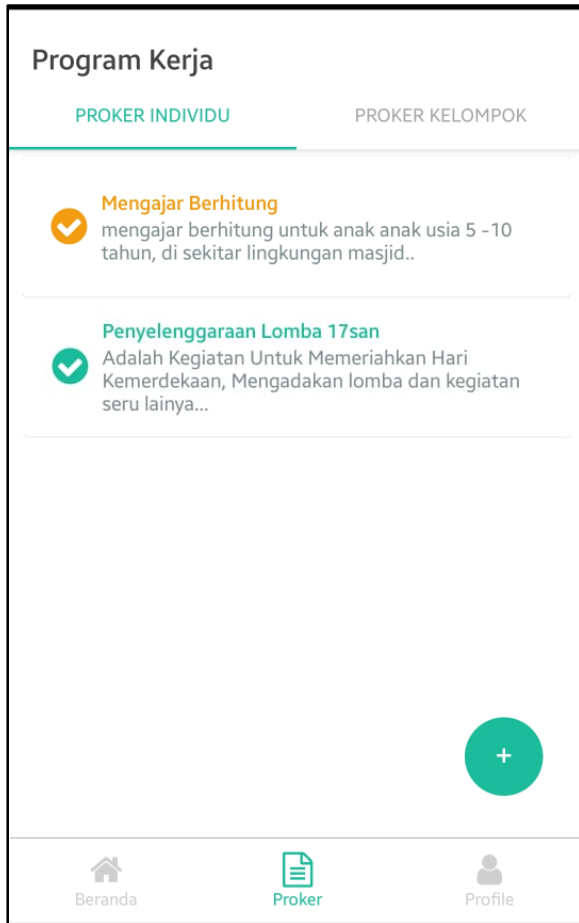 Program Kerja
PROKER INDIVIDU
PROKER KELOMPOK
Mengajar Berhitung
mengajar berhitung untuk anak anak usia 5 -10
tahun, di sekitar lingkungan masjid..
Penyelenggaraan Lomba 17san
Adalah Kegiatan Untuk Memeriahkan Hari
Kemerdekaan, Mengadakan lomba dan kegiatan
seru lainya...
+
Beranda
Proker
Profile